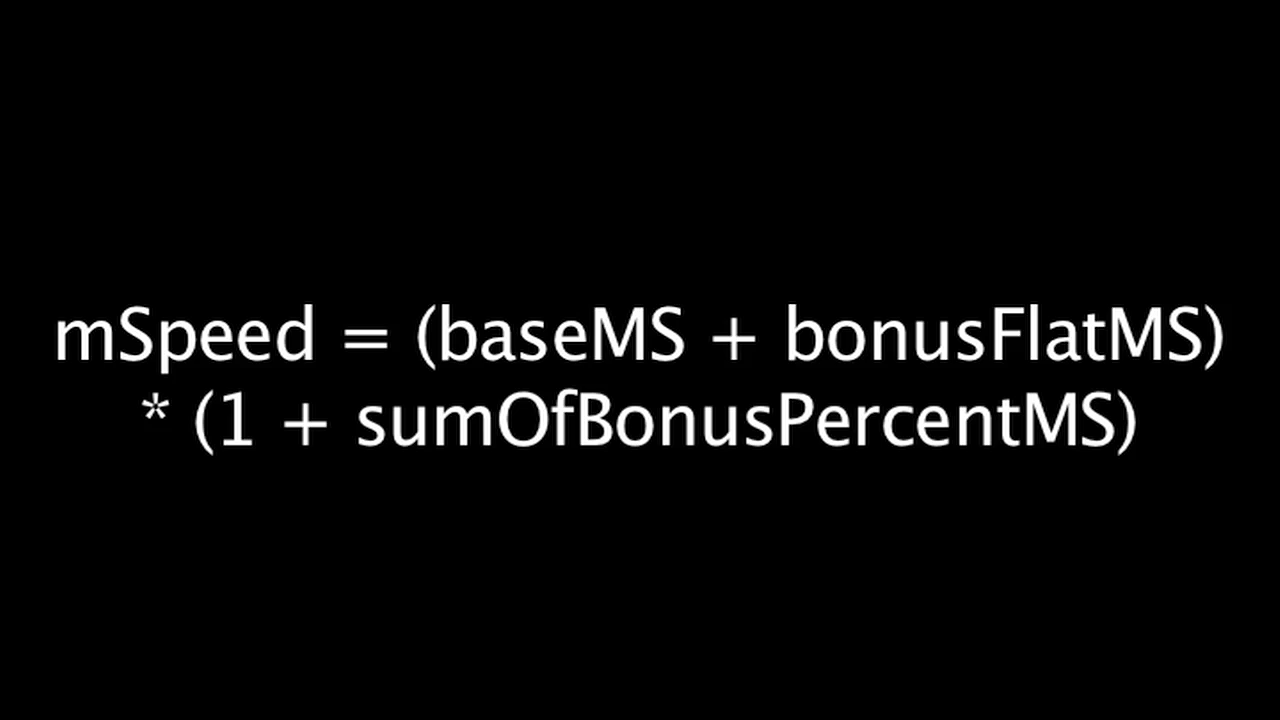 mSpeed = (baseMS + bonusFlatMS)
* (1 + sumOfBonusPercentMS)